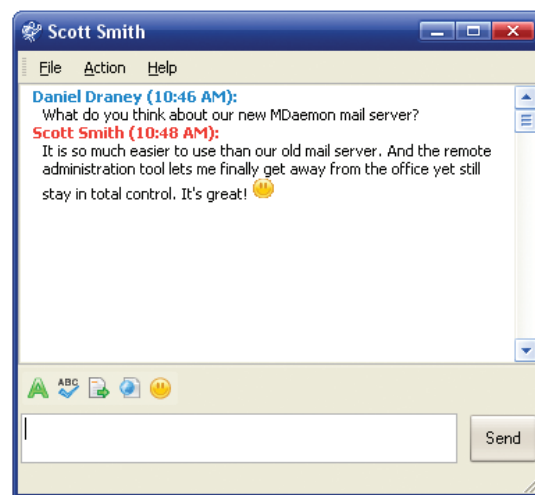 Scott Smith
File Action Help
Daniel Draney (10:46 AM):
What do you think about our new MDaemon mail server?
Scott Smith (10:48 AM):
It is so much easier to use than our old mail server. And the remote
administration tool lets me finally get away from the office yet still
stay in total control. It's great!
ABC
Send